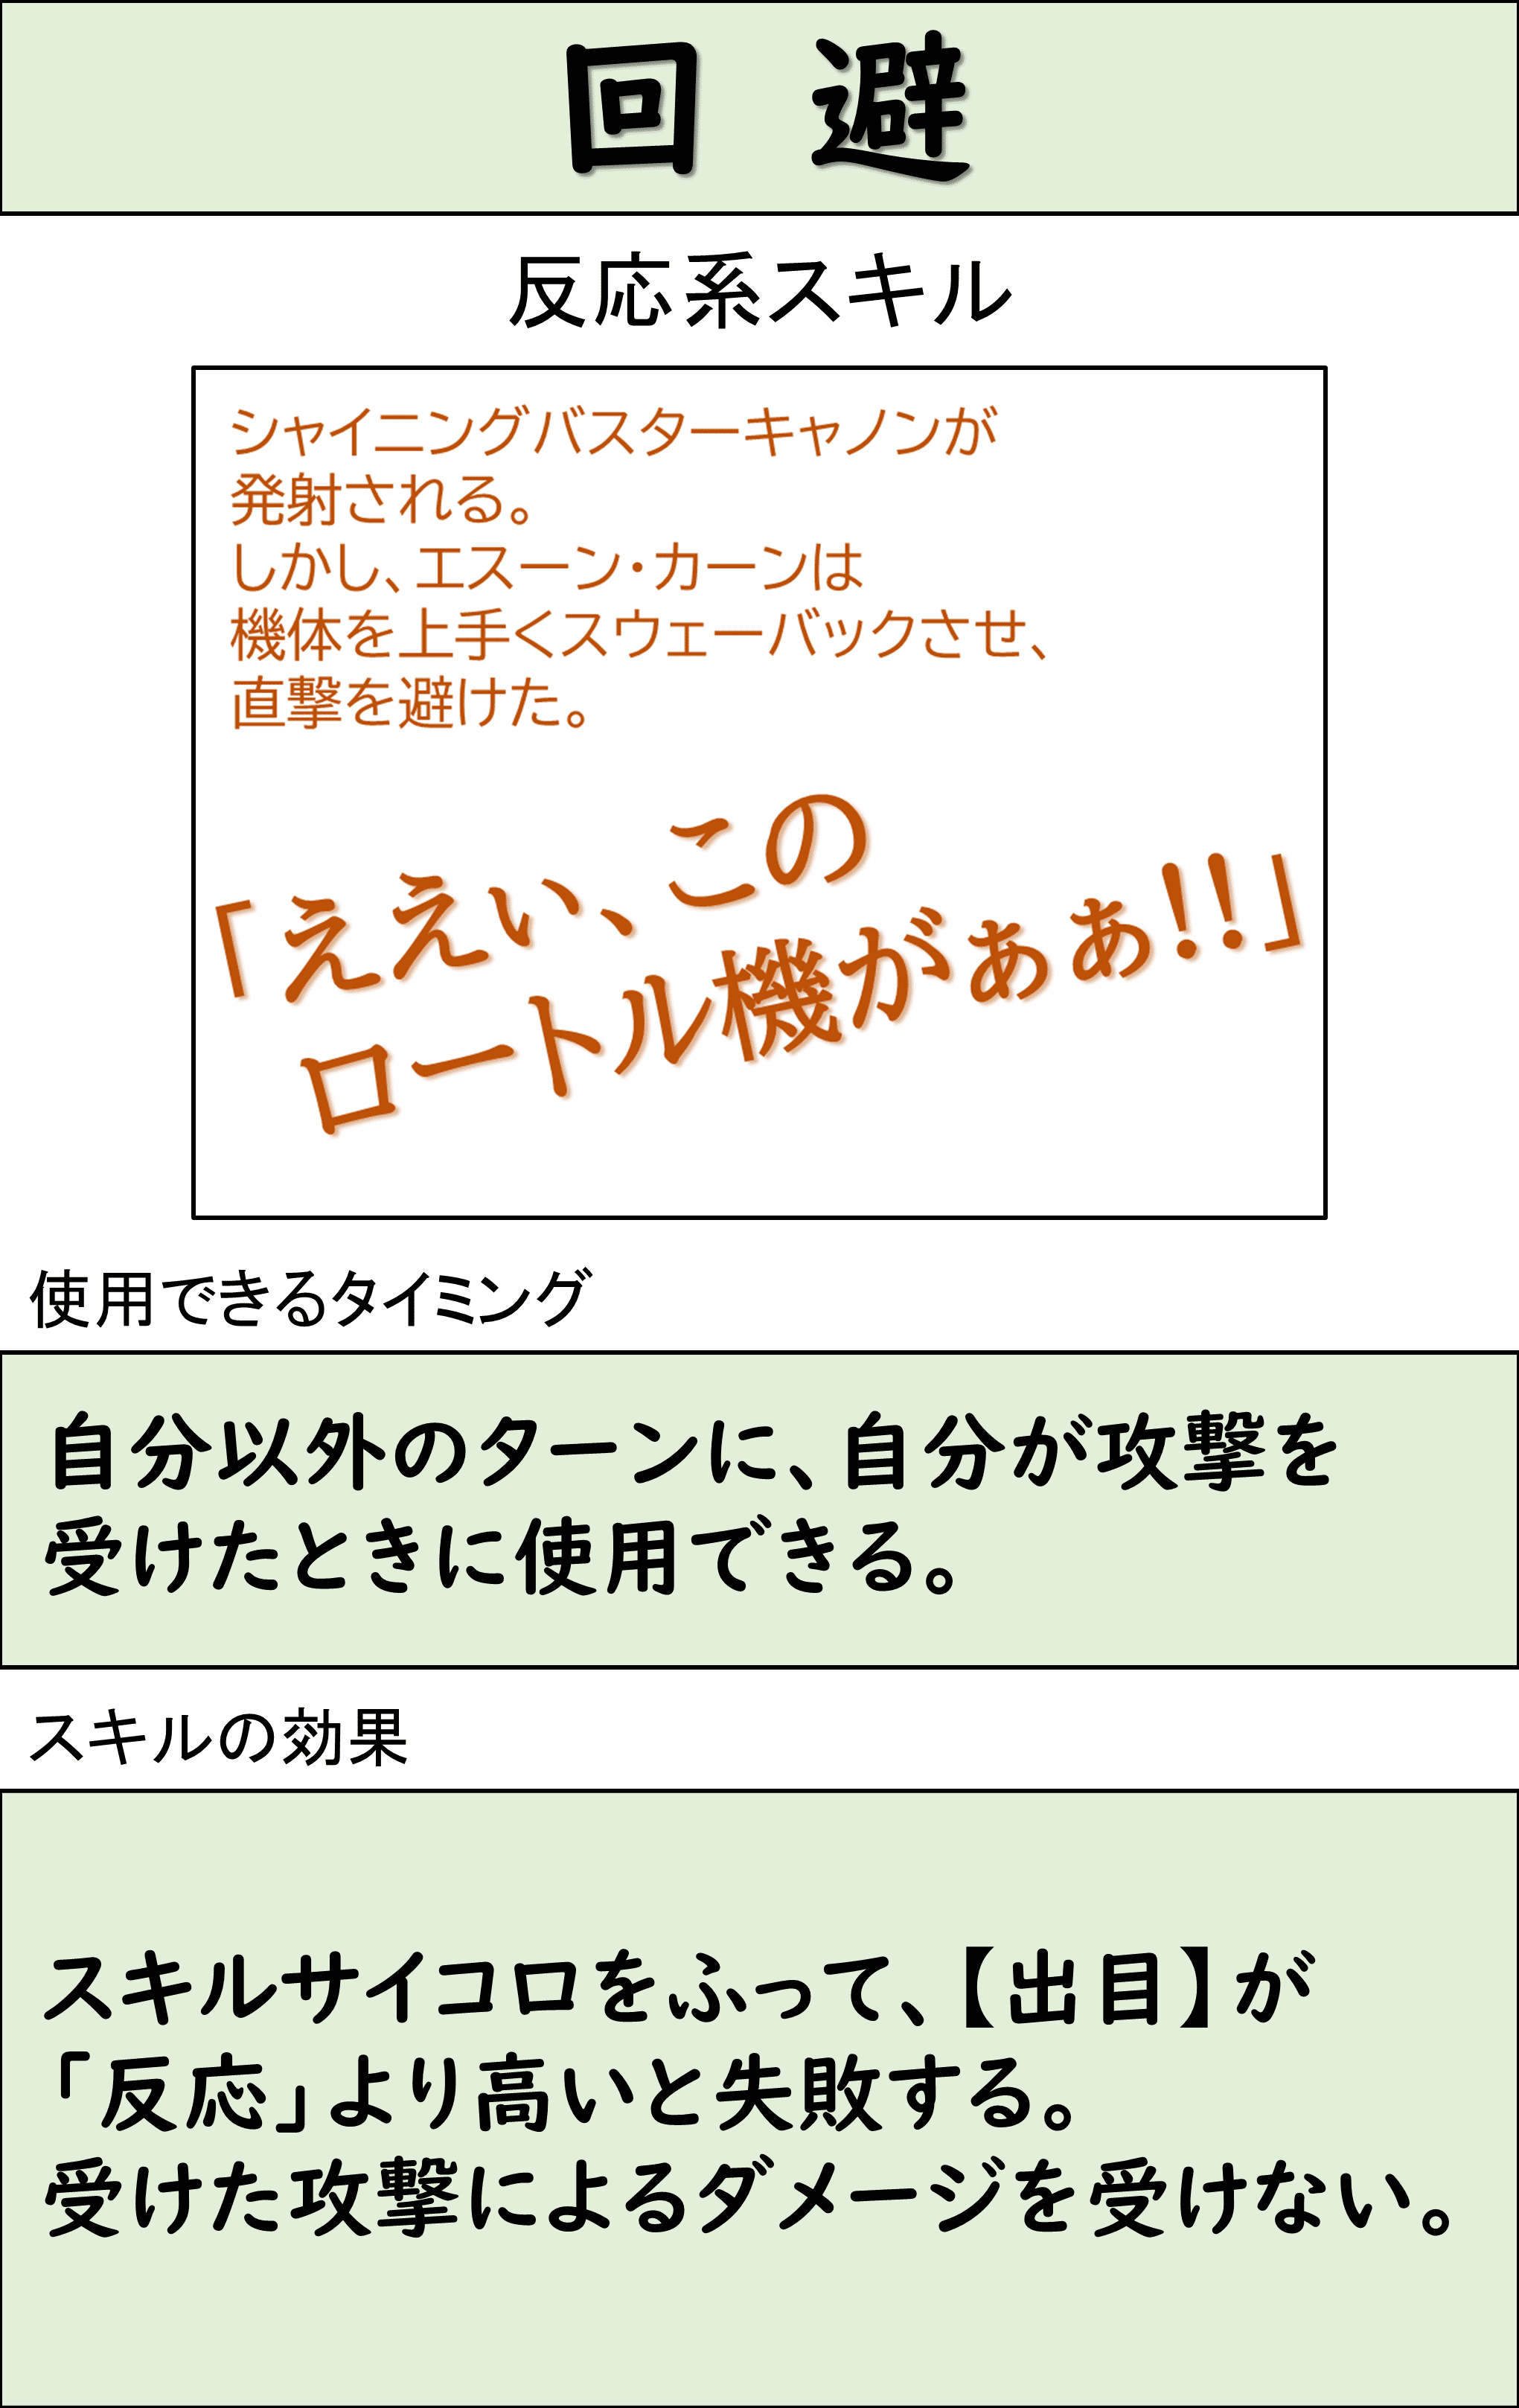 回避
反応系スキル
シャイニングバスターキャノンが
発射される。
しかし、エスーン・カーンは
機体を上手くスウェーバックさせ、
直撃を避けた。
「ええぃ、この
ロートル機がぁぁ!!」
使用できるタイミング
自分以外のターンに、自分が攻撃を
受けたときに使用できる。
スキルの効果
スキルサイコロをふって、【出目】が
「反応」より高いと失敗する。
受けた攻撃によるダメージを受けない。